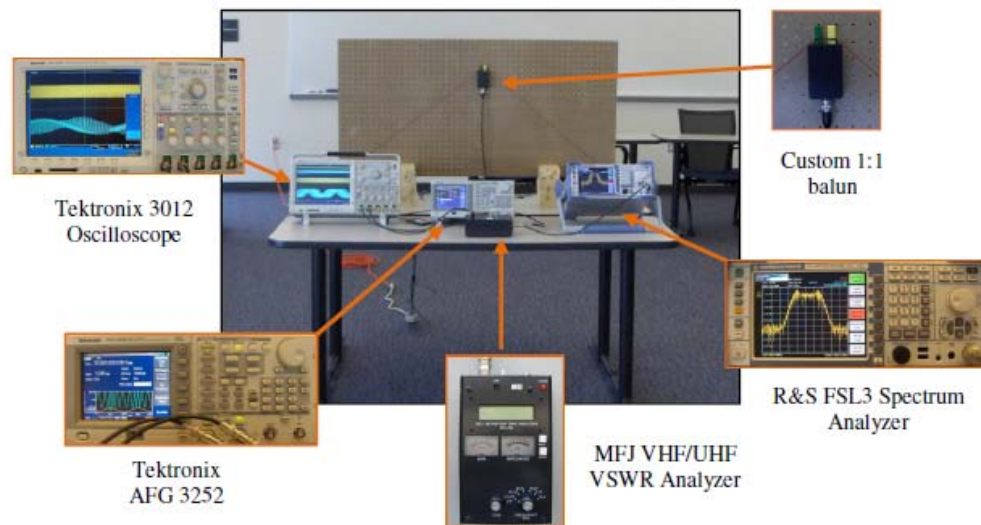 Tektronix 3012
Oscilloscope
Custom 1:1
balun
R&S FSL3 Spectrum
Analyzer
Tektronix
AFG 3252
MFJ VHF/UHF
VSWR Analyzer